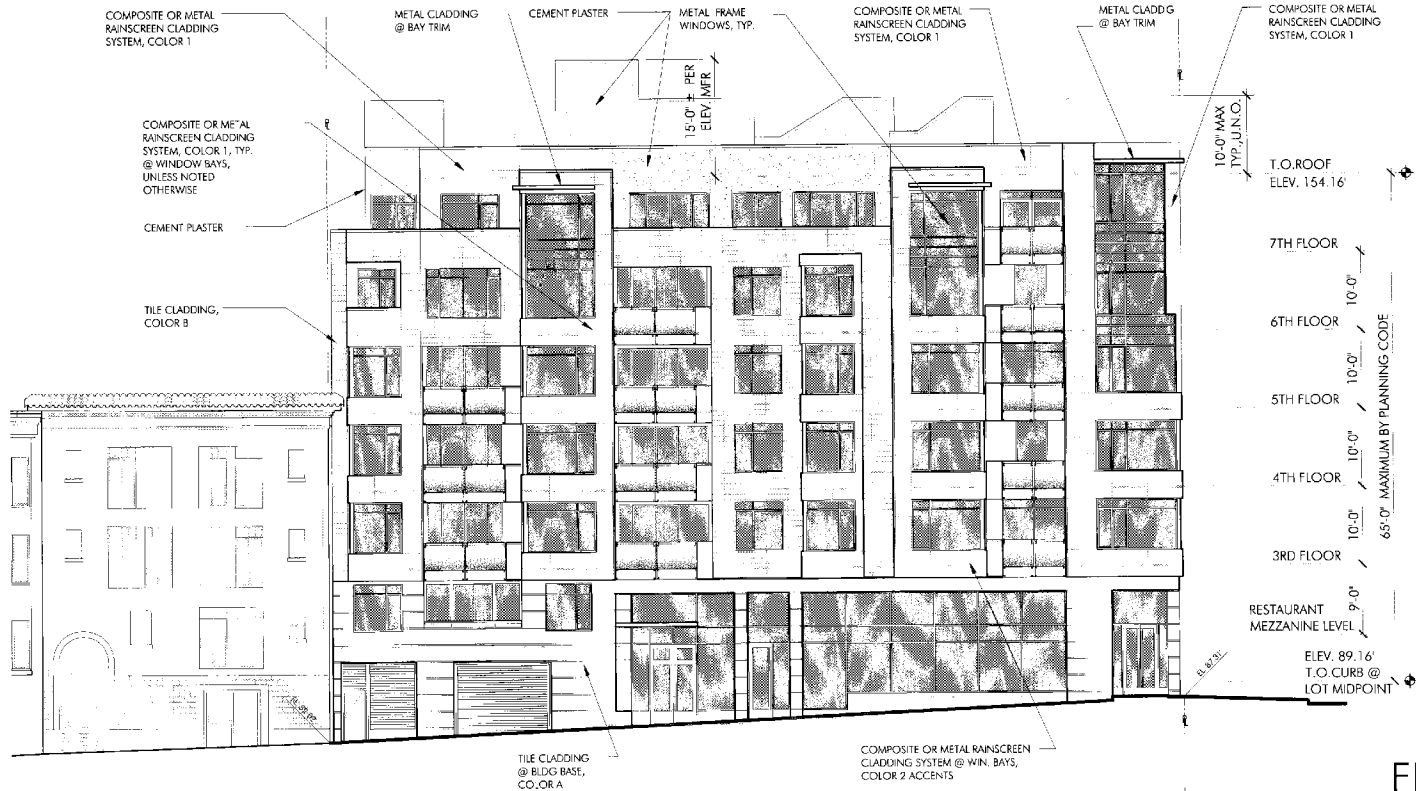 COMPOSITE OR METAL
RAINSCREEN CLADDING
SYSTEM, COLOR 1
METAL CLADDING
@ BAY TRIM
CEMENT PLASTER
METAL FRAME
WINDOWS, TYP.
COMPOSITE OR METAL
RAINSCREEN CLADDING
SYSTEM, COLOR 1
METAL CLADD G
@ BAY TRIM
COMPOSITE OR METAL
RAINSCREEN CLADDING
SYSTEM, COLOR 1
15'-0" ± PER
ELEV. MFR
10'-0" MAX
TYP., U.N.O.
COMPOSITE OR METAL
RAINSCREEN CLADDING
SYSTEM, COLOR 1, TYP.
@ WINDOW BAYS,
UNLESS NOTED
OTHERWISE
CEMENT PLASTER
TILE CLADDING,
COLOR B
T.O.ROOF
ELEV. 154.16'
7TH FLOOR
10'-0"
6TH FLOOR
10'-0"
5TH FLOOR
10'-0"
4TH FLOOR
10'-0"
3RD FLOOR
9'-0"
65'-0" MAXIMUM BY PLANNING CODE
RESTAURANT
MEZZANINE LEVEL
ELEV. 89.16'
T.O.CURB @
LOT MIDPOINT
EL 87.31'
TILE CLADDING
@ BLDG BASE,
COLOR A
COMPOSITE OR METAL RAINSCREEN
CLADDING SYSTEM @ WIN. BAYS,
COLOR 2 ACCENTS